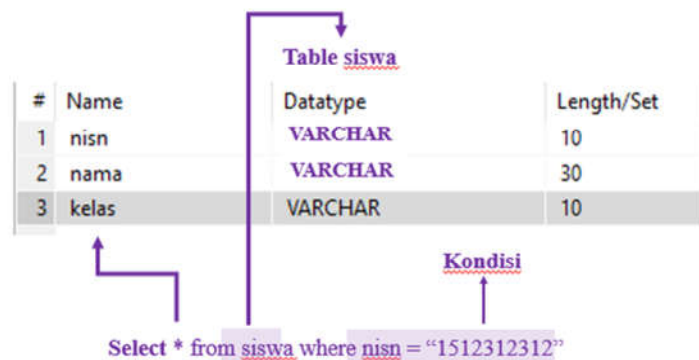 Table siswa
# Name Datatype Length/Set
1 nisn VARCHAR 10
2 nama VARCHAR 30
3 kelas VARCHAR 10
Kondisi
Select * from siswa where nisn = “1512312312”